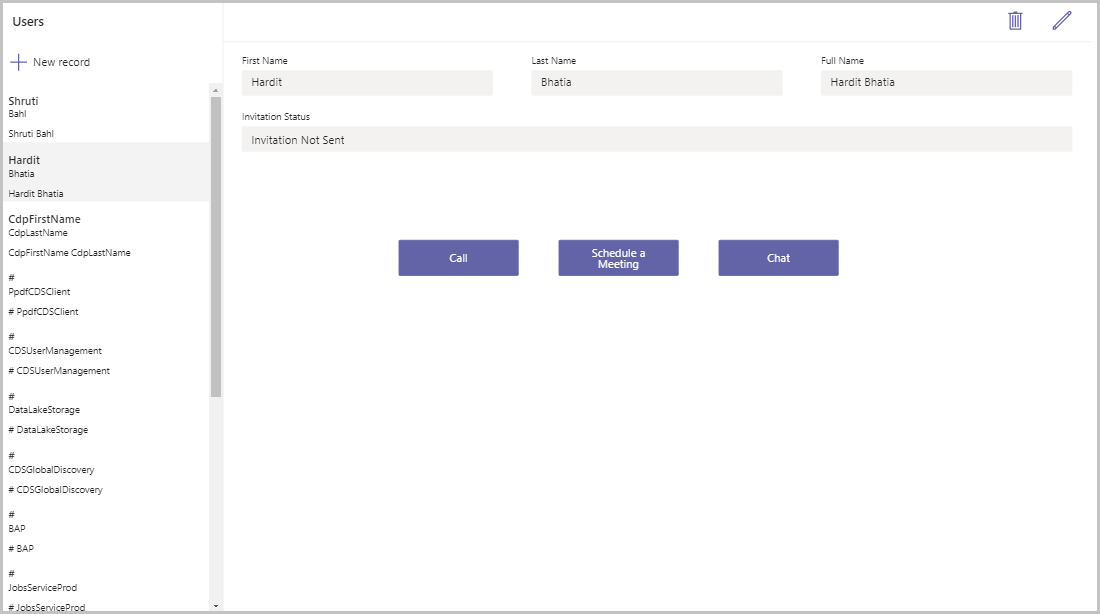 Users
New record
Shruti
Bahl
Shruti Bahl
Hardit
Bhatia
Hardit Bhatia
CdpFirstName
CdpLastName
CdpFirstName CdpLastName
#
PpdfCDSClient
# PpdfCDSClient
#
CDSUserManagement
# CDSUserManagement
#
DataLakeStorage
# DataLakeStorage
#
CDSGlobalDiscovery
# CDSGlobalDiscovery
#
BAP
# BAP
#
JobsServiceProd
# JobsServiceProd
First Name
Last Name
Full Name
Hardit
Bhatia
Hardit Bhatia
Invitation Status
Invitation Not Sent
Call
Schedule a
Meeting
Chat